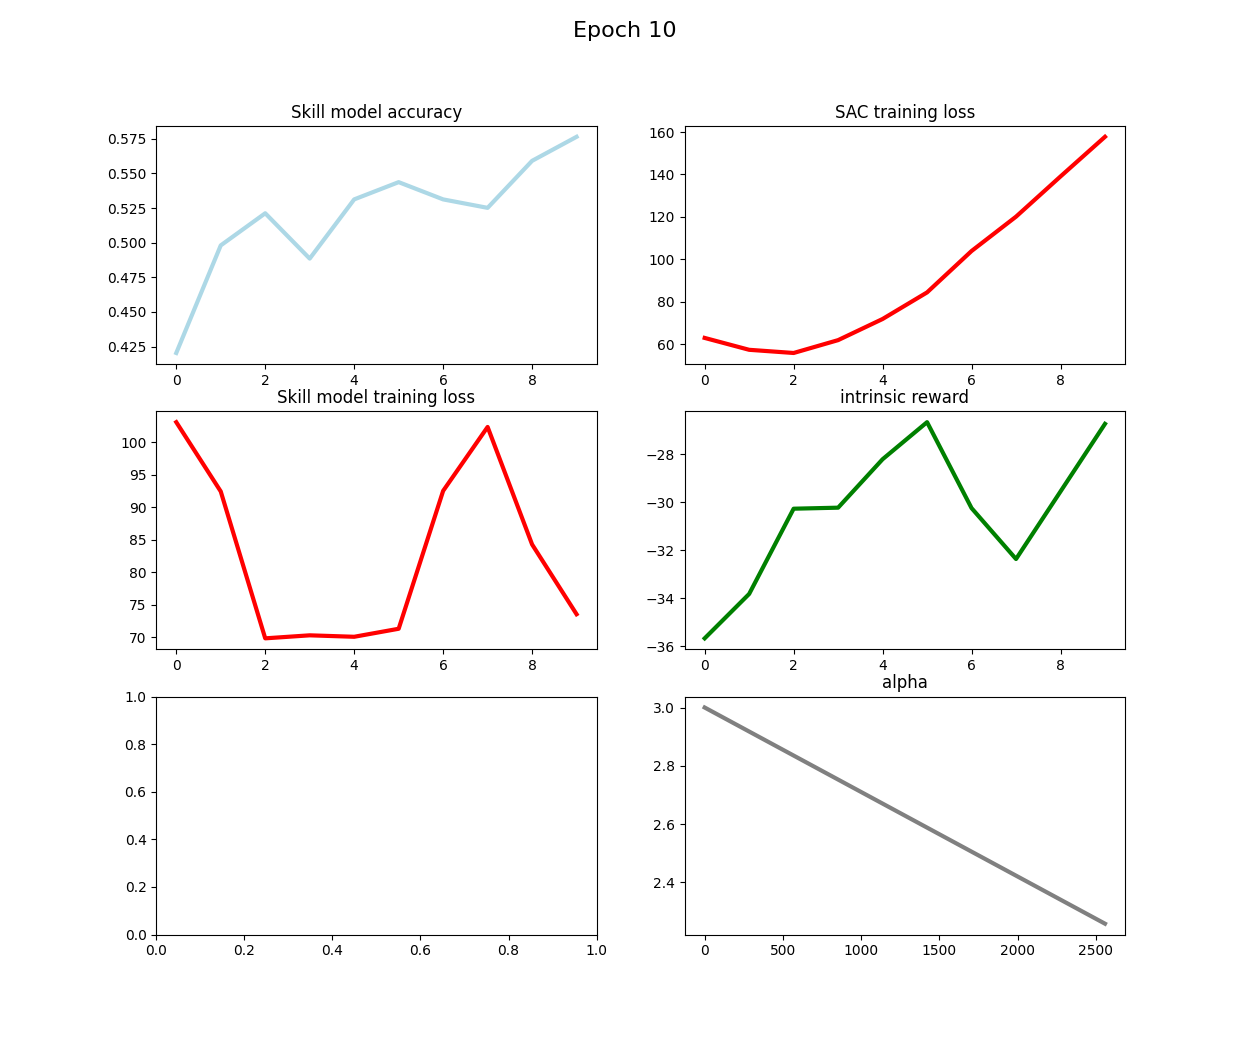 Epoch 10
Skill model accuracy
0.575
0.550
0.525
0.500
0.475
0.450
0.425
0 2 4 6 8
SAC training loss
160
140
120
100
80
60
0 2 4 6 8
Skill model training loss
100
95
90
85
80
75
70
0 2 4 6 8
intrinsic reward
−28
−30
−32
−34
−36
0 2 4 6 8
1.0
0.8
0.6
0.4
0.2
0.0
0.0 0.2 0.4 0.6 0.8 1.0
alpha
3.0
2.8
2.6
2.4
0 500 1000 1500 2000 2500